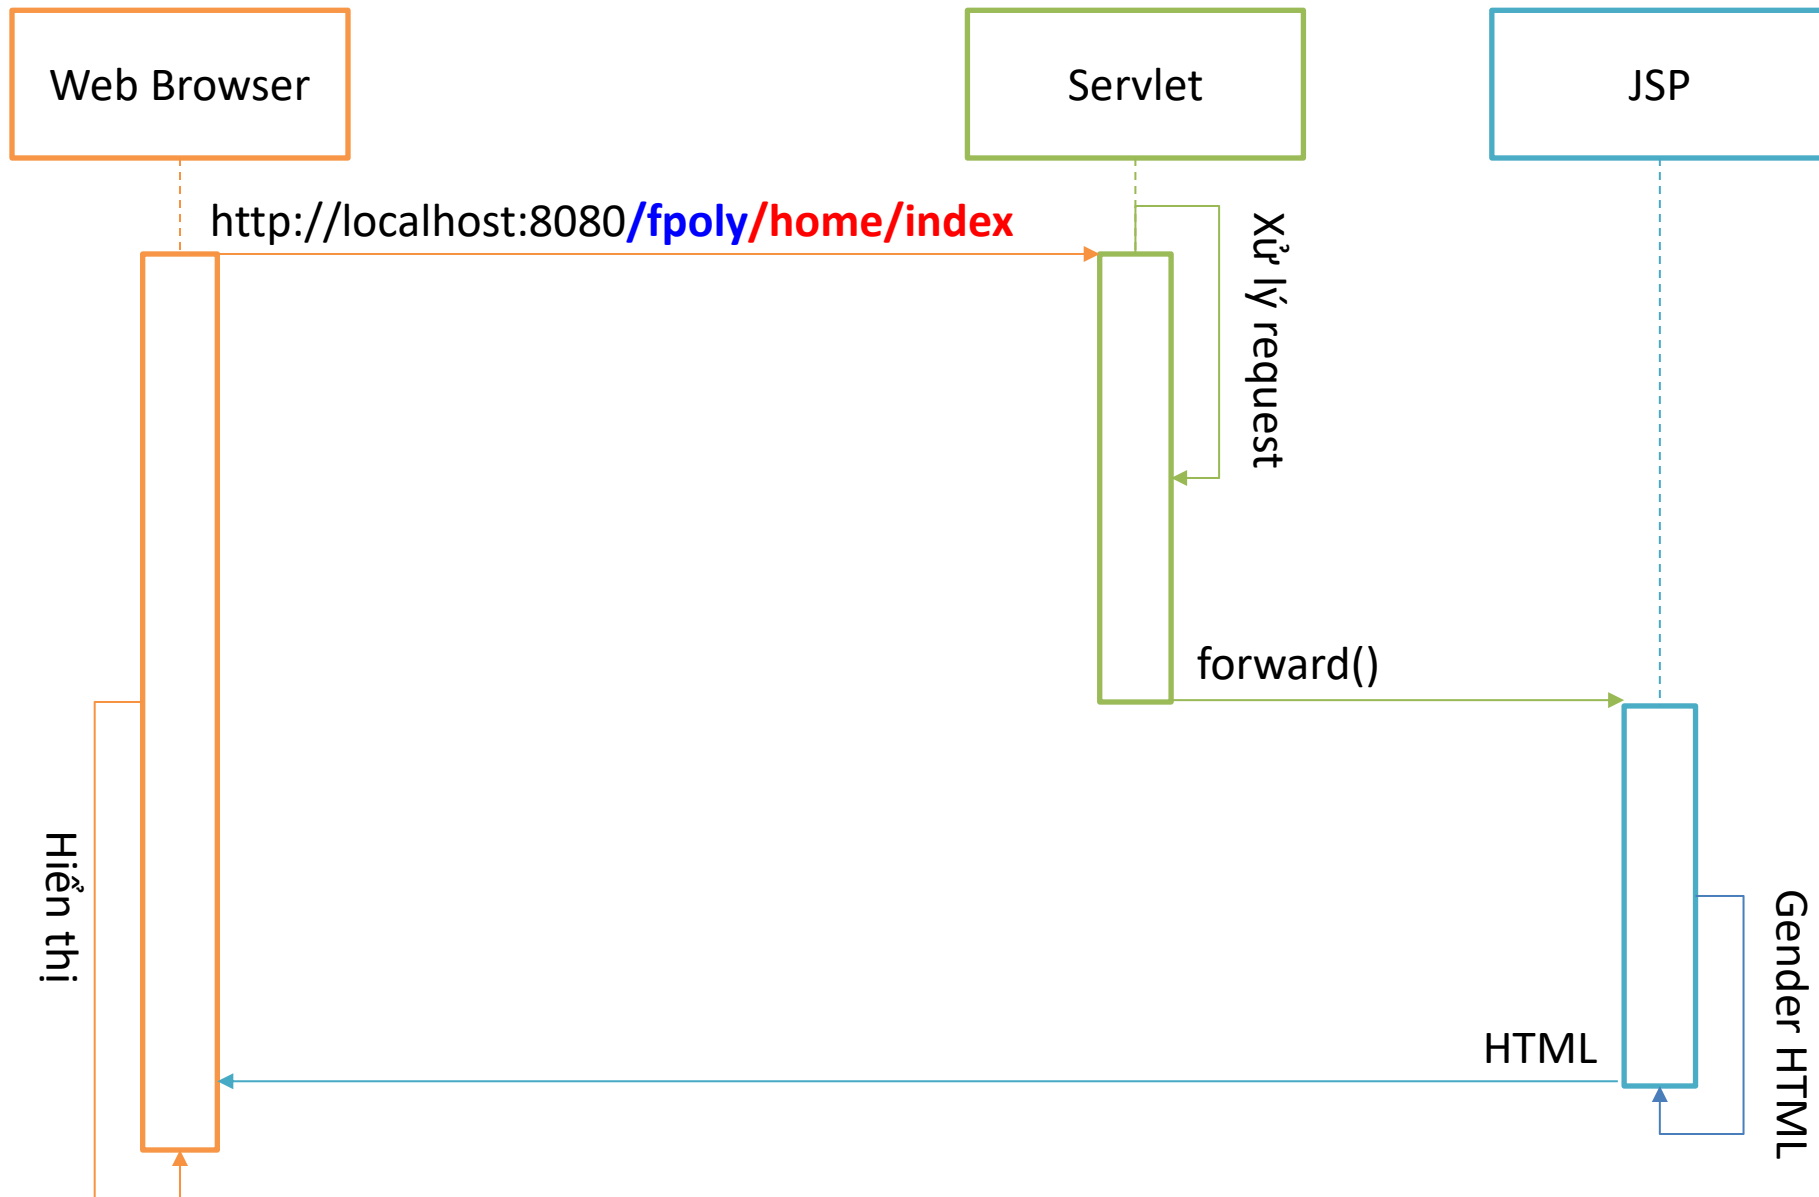 Web Browser
Servlet
JSP
http://localhost:8080/fpoly/home/index
Xử lý request
forward()
Hiển thị
Gender HTML
HTML